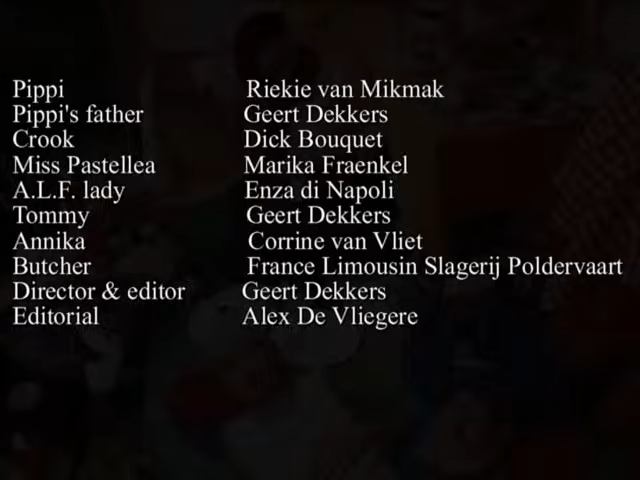 Pippi Riekie van Mikmak
Pippi's father Geert Dekkers
Crook Dick Bouquet
Miss Pastellea Marika Fraenkel
A.L.F. lady Enza di Napoli
Tommy Geert Dekkers
Annika Corrine van Vliet
Butcher France Limousin Slagerij Poldervaart
Director & editor Geert Dekkers
Editorial Alex De Vliegere